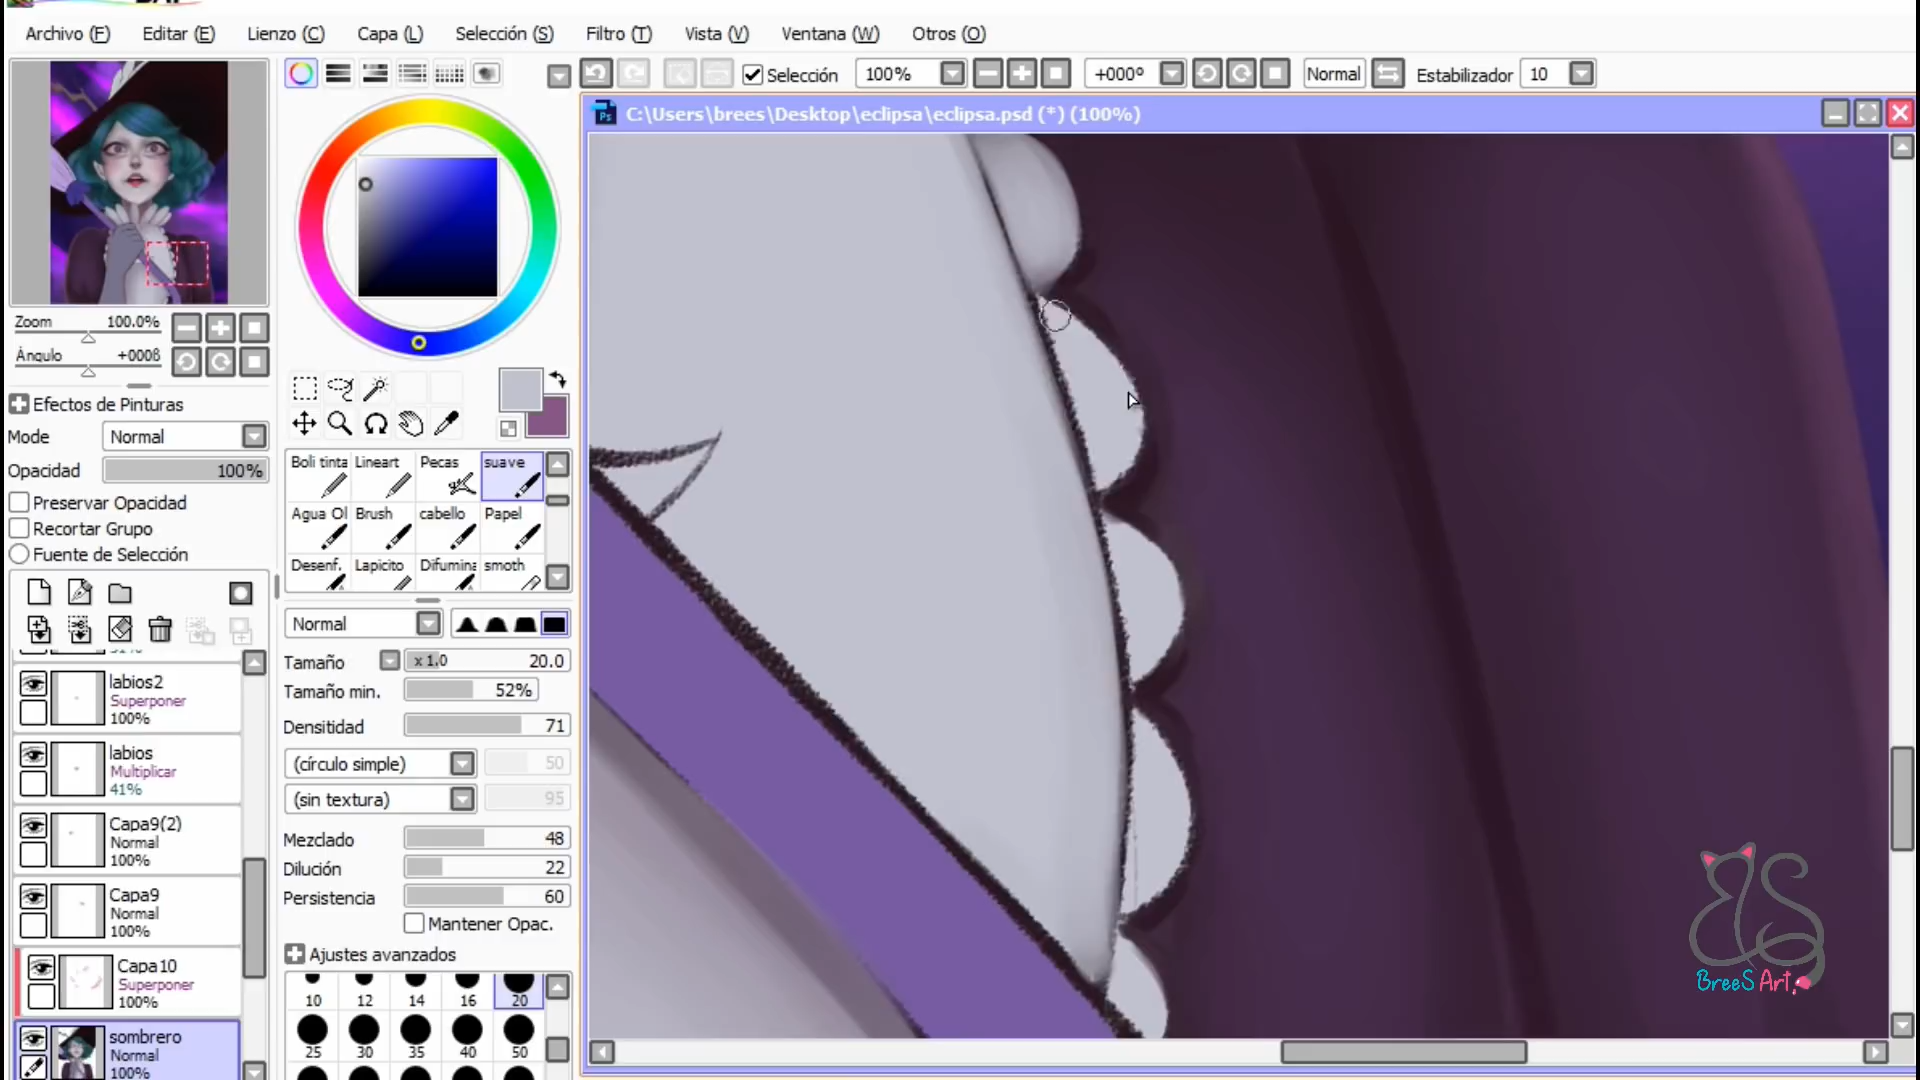 Archivo (F) Editar (E) Lienzo (C) Capa (L) Selección (S) Filtro (T) Vista (V) Ventana (W) Otros (O)
Selección 100% +000º Normal Estabilizador 10
C:\Users\brees\Desktop\eclipsa\eclipsa.psd (*) (100%)
Zoom 100.0%
Ángulo +000ß
Efectos de Pinturas
Mode Normal
Opacidad 100%
Preservar Opacidad
Recortar Grupo
Fuente de Selección
labios2
Superponer
100%
labios
Multiplicar
41%
Capa9(2)
Normal
100%
Capa9
Normal
100%
Capa10
Superponer
100%
sombrero
Normal
100%
Boli tinta Lineart Pecas suave
Agua Ol Brush cabello Papel
Desenf. Lapicito Difumina smoth
Normal
Tamaño x 1.0 20.0
Tamaño min. 52%
Densitidad 71
(círculo simple) 50
(sin textura) 95
Mezclado 48
Dilución 22
Persistencia 60
Mantener Opac.
Ajustes avanzados
10 12 14 16 20
25 30 35 40 50
Ps
BreeS Art